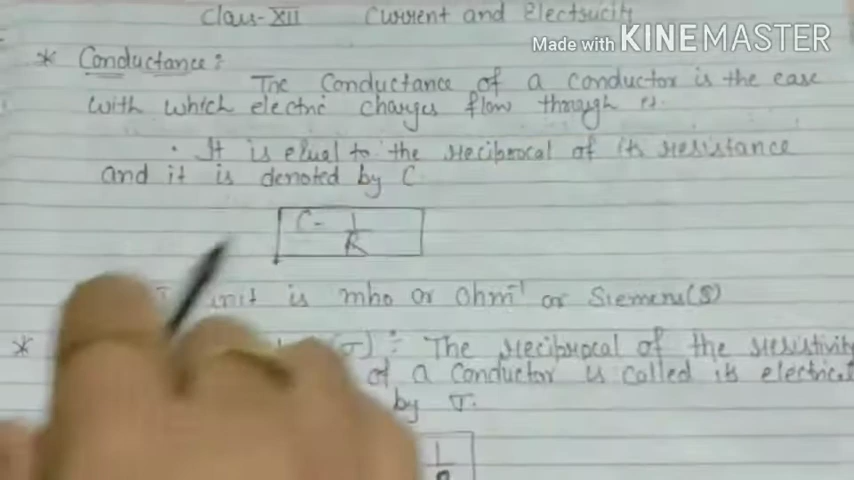 Class-XII Current and Electricity
Made with KINEMASTER
* Conductance :
The Conductance of a conductor is the ease
with which electric charges flow through it.
· It is equal to the reciprocal of its resistance
and it is denoted by C
C- 1/R
unit is mho or Ohm⁻¹ or Siemens(S)
* (σ) : The reciprocal of the resistivity
of a conductor is called its electrical
by σ.
1